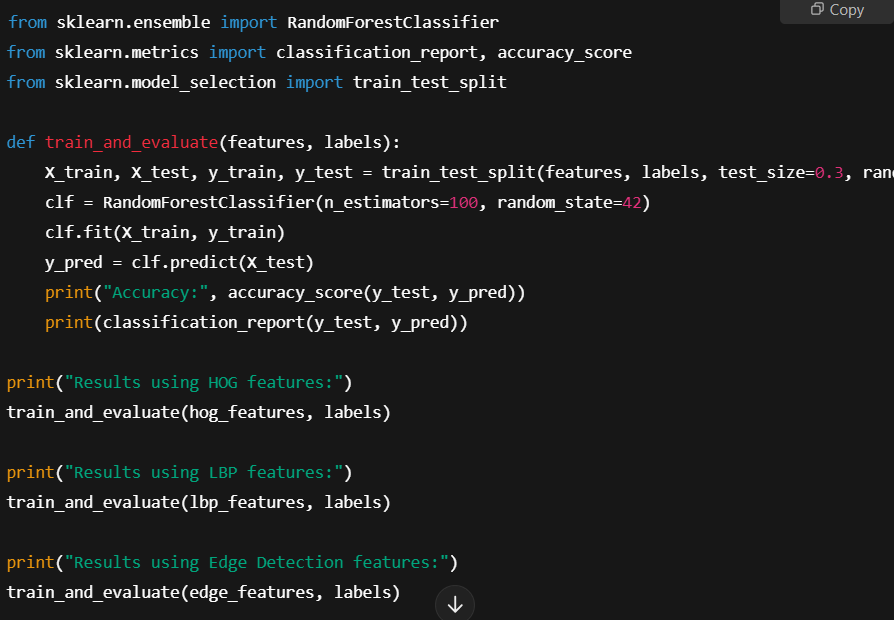 Copy
from sklearn.ensemble import RandomForestClassifier
from sklearn.metrics import classification_report, accuracy_score
from sklearn.model_selection import train_test_split
def train_and_evaluate(features, labels):
    X_train, X_test, y_train, y_test = train_test_split(features, labels, test_size=0.3,
    clf = RandomForestClassifier(n_estimators=100, random_state=42)
    clf.fit(X_train, y_train)
    y_pred = clf.predict(X_test)
    print("Accuracy:", accuracy_score(y_test, y_pred))
    print(classification_report(y_test, y_pred))
print("Results using HOG features:")
train_and_evaluate(hog_features, labels)
print("Results using LBP features:")
train_and_evaluate(lbp_features, labels)
print("Results using Edge Detection features:")
train_and_evaluate(edge_features, labels)